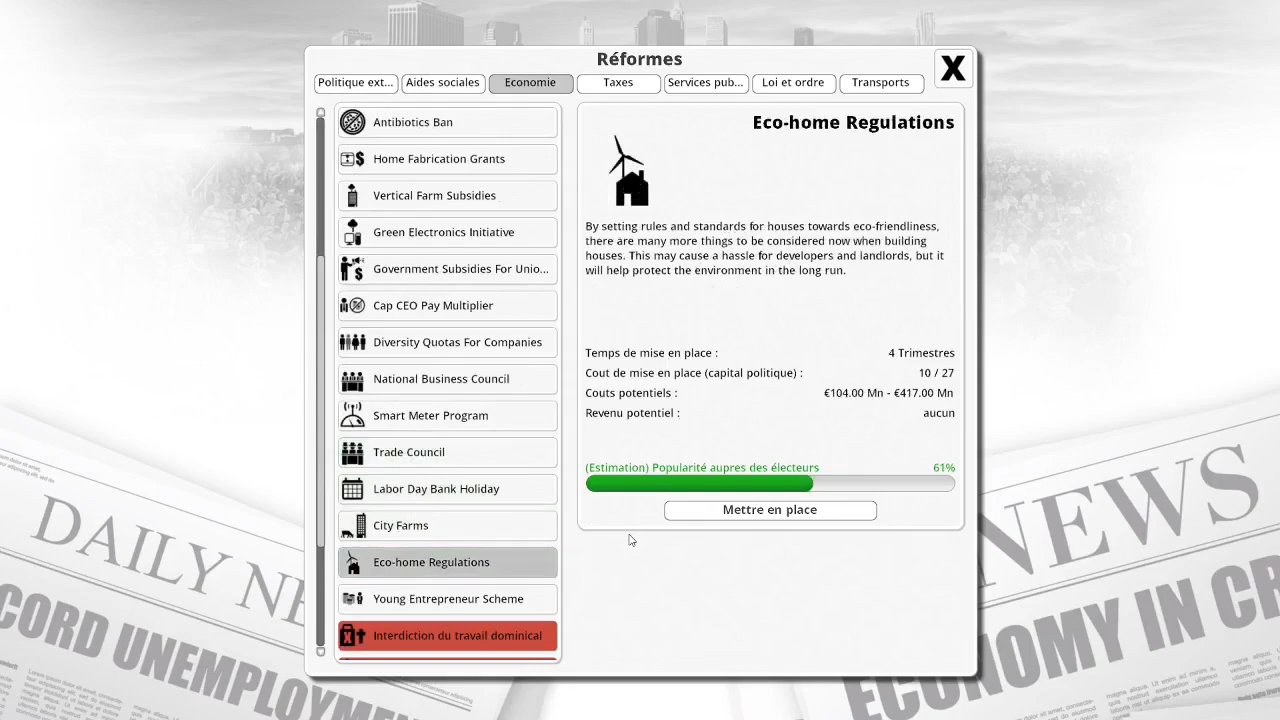 Réformes
X
Politique ext...
Aides sociales
Economie
Taxes
Services pub...
Loi et ordre
Transports
Antibiotics Ban
Home Fabrication Grants
Vertical Farm Subsidies
Green Electronics Initiative
Government Subsidies For Unio...
Cap CEO Pay Multiplier
Diversity Quotas For Companies
National Business Council
Smart Meter Program
Trade Council
Labor Day Bank Holiday
City Farms
Eco-home Regulations
Young Entrepreneur Scheme
Interdiction du travail dominical
Eco-home Regulations
By setting rules and standards for houses towards eco-friendliness,
there are many more things to be considered now when building
houses. This may cause a hassle for developers and landlords, but it
will help protect the environment in the long run.
Temps de mise en place : 4 Trimestres
Cout de mise en place (capital politique) : 10 / 27
Couts potentiels : €104.00 Mn - €417.00 Mn
Revenu potentiel : aucun
(Estimation) Popularité aupres des électeurs 61%
Mettre en place
DAILY NE
CORD UNEMPLOYM
NEWS
ECONOMY IN CR